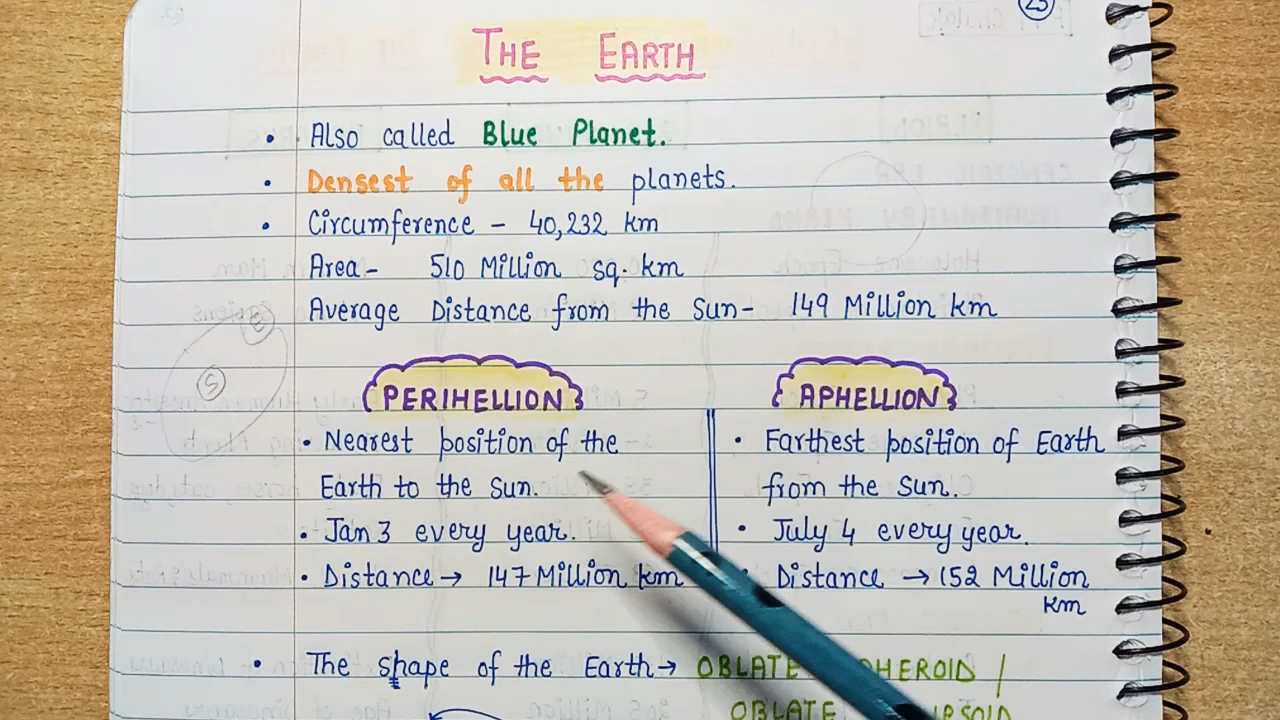 23
THE EARTH
• Also called Blue Planet.
• Densest of all the planets.
• Circumference - 40,232 km
Area- 510 Million sq. km
Average Distance from the Sun- 149 Million km
PERIHELLION
• Nearest position of the
Earth to the Sun.
• Jan 3 every year.
• Distance → 147 Million km
APHELLION
• Farthest position of Earth
from the Sun.
• July 4 every year.
• Distance → 152 Million
km
• The shape of the Earth → OBLATE /
OBLATE